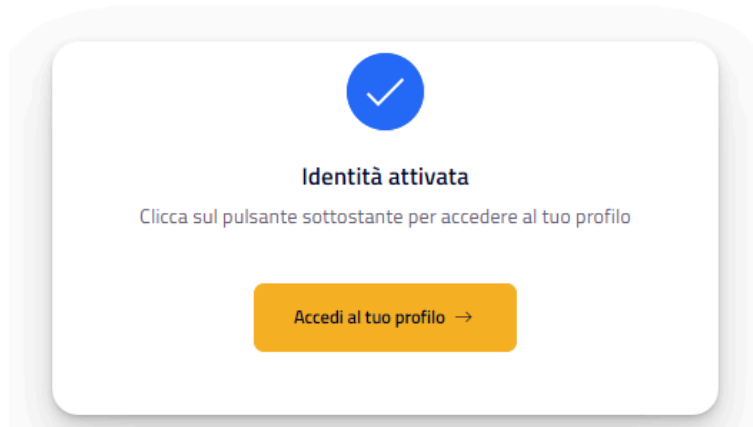 Identità attivata
Clicca sul pulsante sottostante per accedere al tuo profilo
Accedi al tuo profilo →